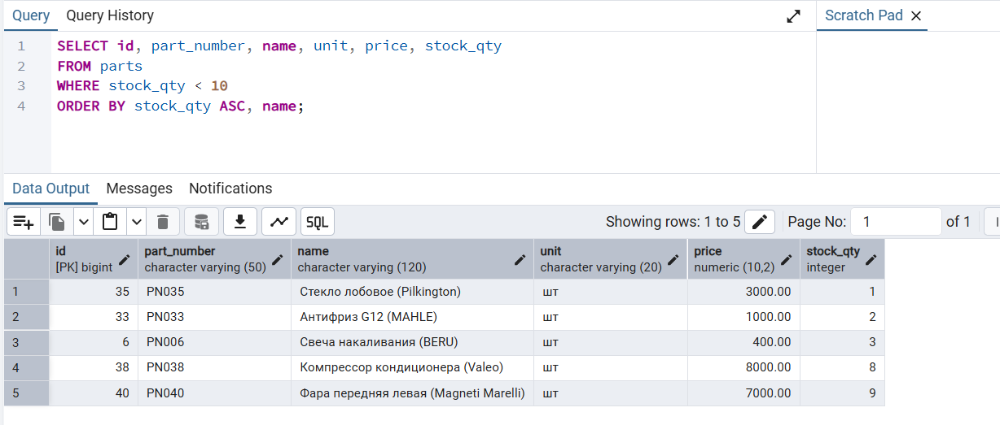 Query Query History Scratch Pad
1 SELECT id, part_number, name, unit, price, stock_qty
2 FROM parts
3 WHERE stock_qty < 10
4 ORDER BY stock_qty ASC, name;
Data Output Messages Notifications
SQL Showing rows: 1 to 5 Page No: 1 of 1
id part_number name unit price stock_qty
[PK] bigint character varying (50) character varying (120) character varying (20) numeric (10,2) integer
1 35 PN035 Стекло лобовое (Pilkington) шт 3000.00 1
2 33 PN033 Антифриз G12 (MAHLE) шт 1000.00 2
3 6 PN006 Свеча накаливания (BERU) шт 400.00 3
4 38 PN038 Компрессор кондиционера (Valeo) шт 8000.00 8
5 40 PN040 Фара передняя левая (Magneti Marelli) шт 7000.00 9